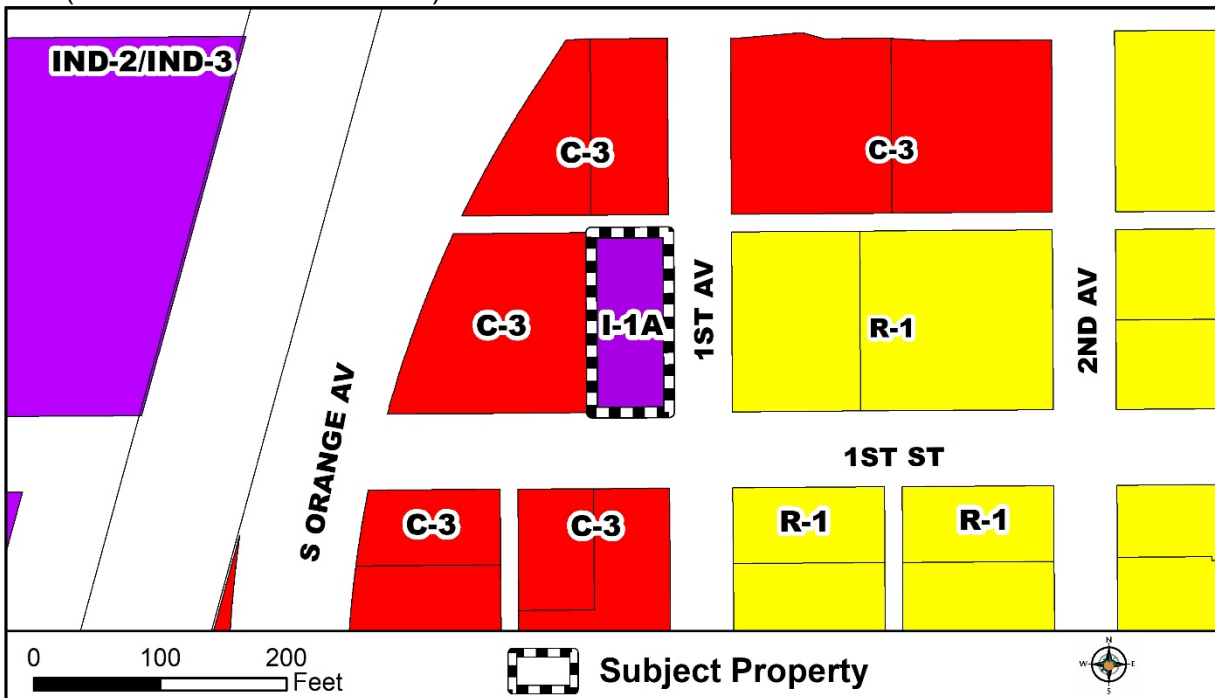 IND-2/IND-3
C-3
C-3
C-3
I-1A
1ST AV
R-1
2ND AV
S ORANGE AV
1ST ST
C-3
C-3
R-1
R-1
0 100 200
Feet
Subject Property
N
W E
S